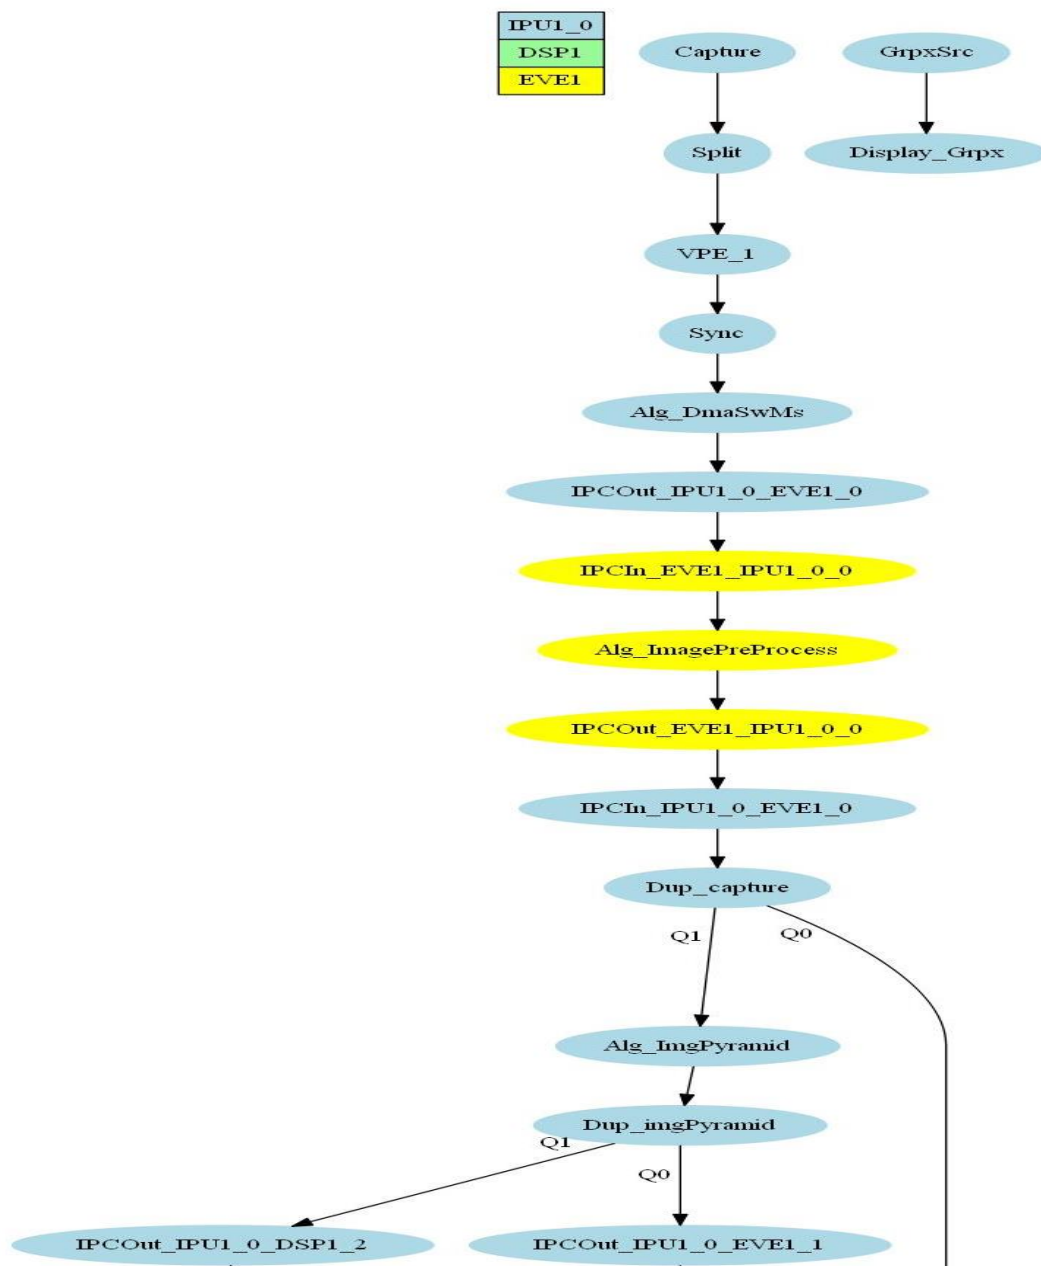 IPU1_0
DSP1
EVE1
Capture
GrpxSrc
Split
Display_Grpx
VPE_1
Sync
Alg_DmaSwMs
IPCOut_IPU1_0_EVE1_0
IPCIn_EVE1_IPU1_0_0
Alg_ImagePreProcess
IPCOut_EVE1_IPU1_0_0
IPCIn_IPU1_0_EVE1_0
Dup_capture
Q1
Q0
Alg_ImgPyramid
Dup_imgPyramid
Q1
Q0
IPCOut_IPU1_0_DSP1_2
IPCOut_IPU1_0_EVE1_1